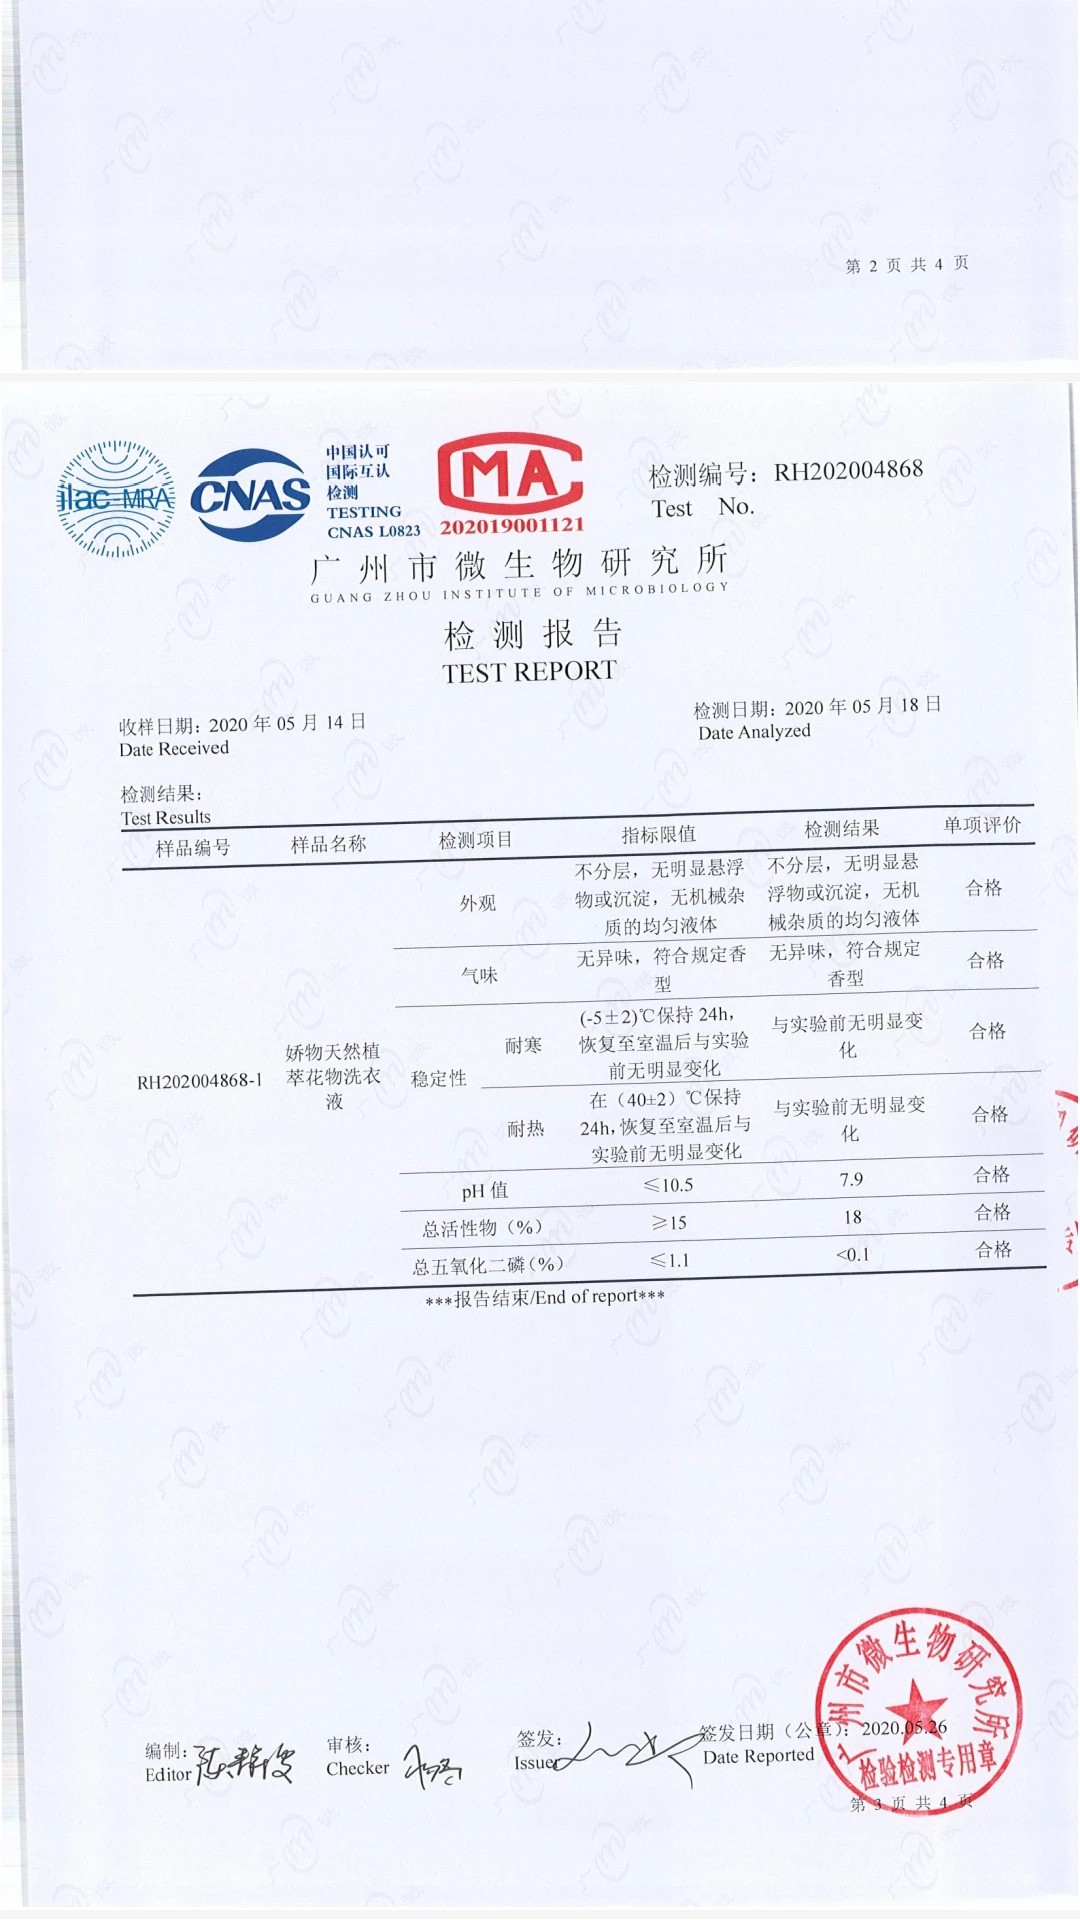 第 2 页 共 4 页
ilac-MRA
CNAS
中国认可
国际互认
检测
TESTING
CNAS L0823
MA
202019001121
检测编号：RH202004868
Test No.
广州市微生物研究所
GUANG ZHOU INSTITUTE OF MICROBIOLOGY
检测报告
TEST REPORT
收样日期：2020 年 05 月 14 日
Date Received
检测日期：2020 年 05 月 18 日
Date Analyzed
检测结果：
Test Results
样品编号 样品名称 检测项目 指标限值 检测结果 单项评价
RH202004868-1
娇物天然植
萃花物洗衣
液
外观
不分层，无明显悬浮
物或沉淀，无机械杂
质的均匀液体
不分层，无明显悬
浮物或沉淀，无机
械杂质的均匀液体
合格
气味
无异味，符合规定香
型
无异味，符合规定
香型
合格
稳定性
耐寒
(-5±2)℃保持 24h，
恢复至室温后与实验
前无明显变化
与实验前无明显变
化
合格
耐热
在（40±2）℃保持
24h,恢复至室温后与
实验前无明显变化
与实验前无明显变
化
合格
pH 值 ≤10.5 7.9 合格
总活性物（%） ≥15 18 合格
总五氧化二磷（%） ≤1.1 <0.1 合格
***报告结束/End of report***
编制：
Editor
审核：
Checker
签发：
Issuer
签发日期（公章）：2020.05.26
Date Reported
广州市微生物研究所
检验检测专用章
第 3 页 共 4 页